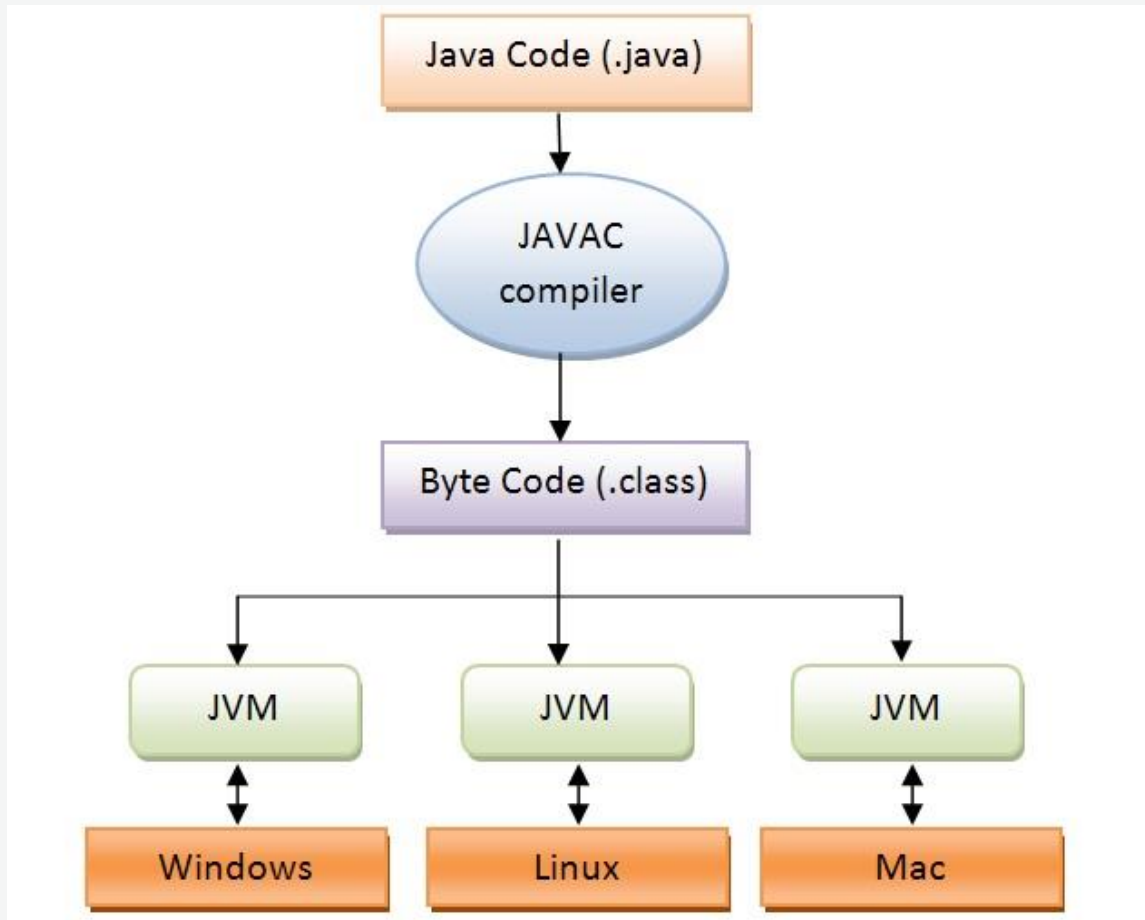 Java Code (.java)
JAVAC
compiler
Byte Code (.class)
JVM
JVM
JVM
Windows
Linux
Mac